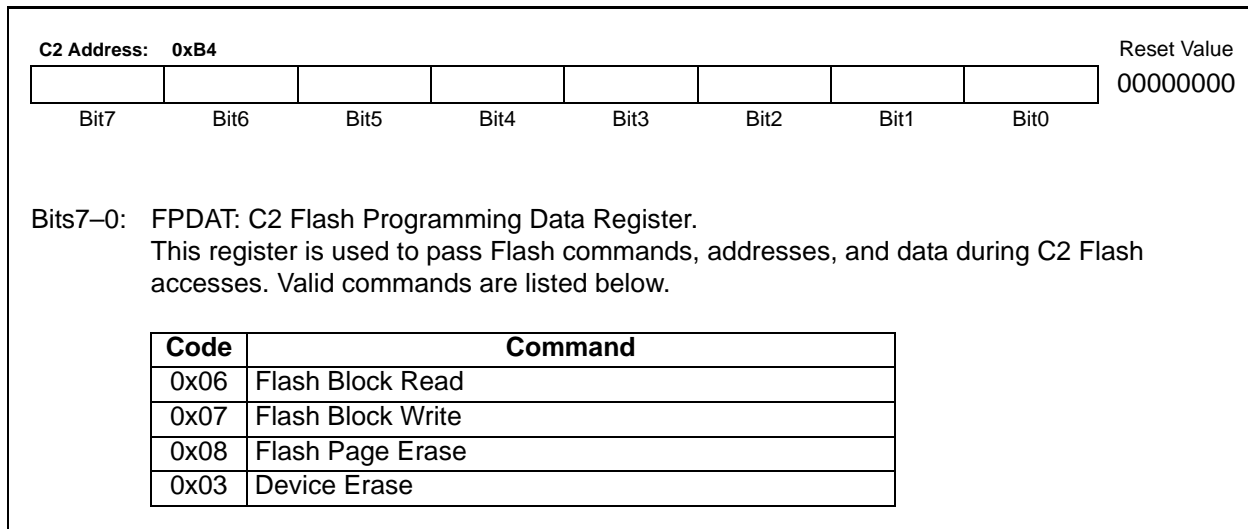 C2 Address: 0xB4 Reset Value
00000000
Bit7 Bit6 Bit5 Bit4 Bit3 Bit2 Bit1 Bit0
Bits7–0: FPDAT: C2 Flash Programming Data Register.
This register is used to pass Flash commands, addresses, and data during C2 Flash
accesses. Valid commands are listed below.
Code Command
0x06 Flash Block Read
0x07 Flash Block Write
0x08 Flash Page Erase
0x03 Device Erase